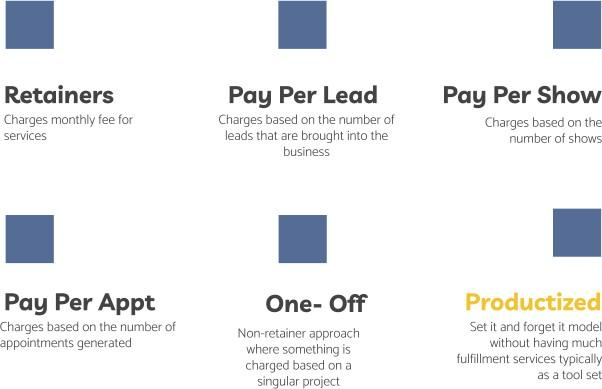 Retainers
Charges monthly fee for
services
Pay Per Lead
Charges based on the number of
leads that are brought into the
business
Pay Per Show
Charges based on the
number of shows
Pay Per Appt
Charges based on the number of
appointments generated
One- Off
Non-retainer approach
where something is
charged based on a
singular project
Productized
Set it and forget it model
without having much
fulfillment services typically
as a tool set